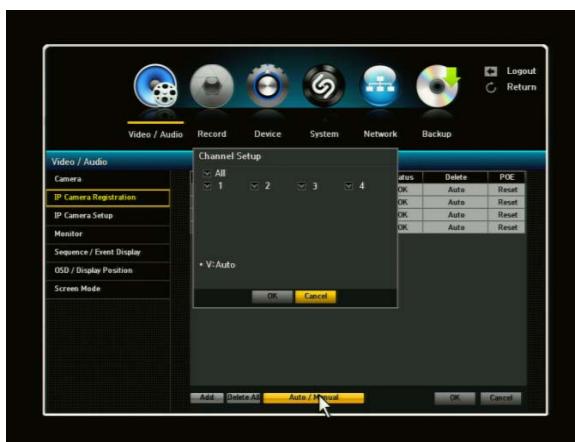 Logout
Return
Video / Audio Record Device System Network Backup
Video / Audio
Camera
IP Camera Registration
IP Camera Setup
Monitor
Sequence / Event Display
OSD / Display Position
Screen Mode
Channel Setup
All
1 2 3 4
• V:Auto
OK Cancel
atus Delete POE
OK Auto Reset
OK Auto Reset
OK Auto Reset
OK Auto Reset
Add Delete All Auto / Manual OK Cancel